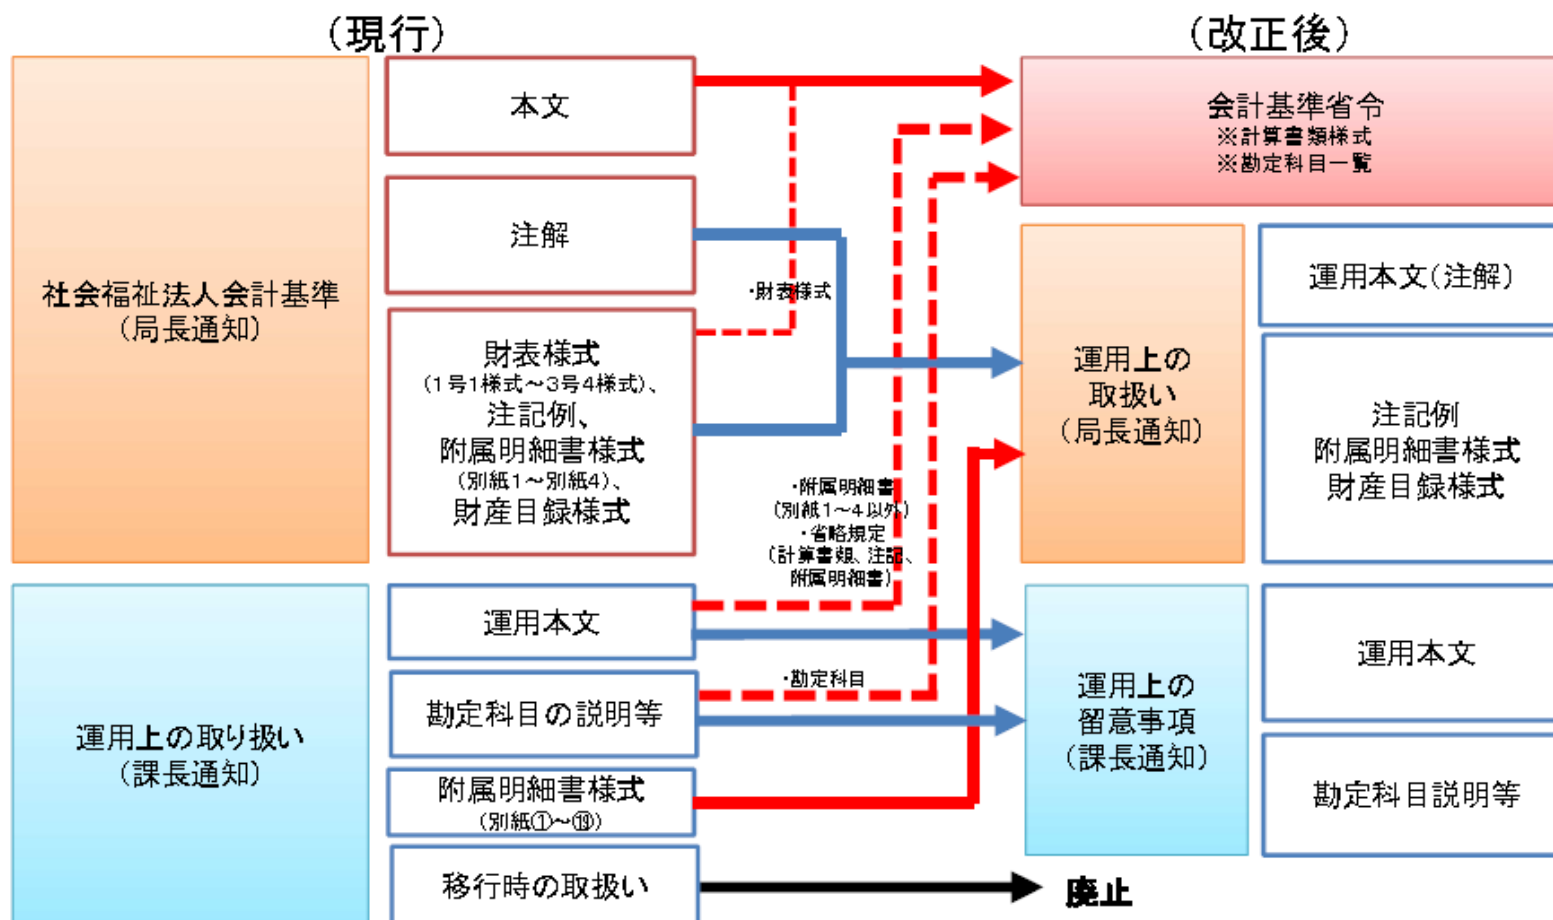 （現行）
（改正後）
社会福祉法人会計基準
（局長通知）
本文
注解
財表様式
（１号１様式～３号４様式）、
注記例、
附属明細書様式
（別紙１～別紙４）、
財産目録様式
運用上の取り扱い
（課長通知）
運用本文
勘定科目の説明等
附属明細書様式
（別紙①～⑲）
移行時の取扱い
・財表様式
・附属明細書
（別紙１～４以外）
・省略規定
（計算書類、注記、
附属明細書）
・勘定科目
会計基準省令
※計算書類様式
※勘定科目一覧
運用上の
取扱い
（局長通知）
運用本文（注解）
注記例
附属明細書様式
財産目録様式
運用上の
留意事項
（課長通知）
運用本文
勘定科目説明等
廃止